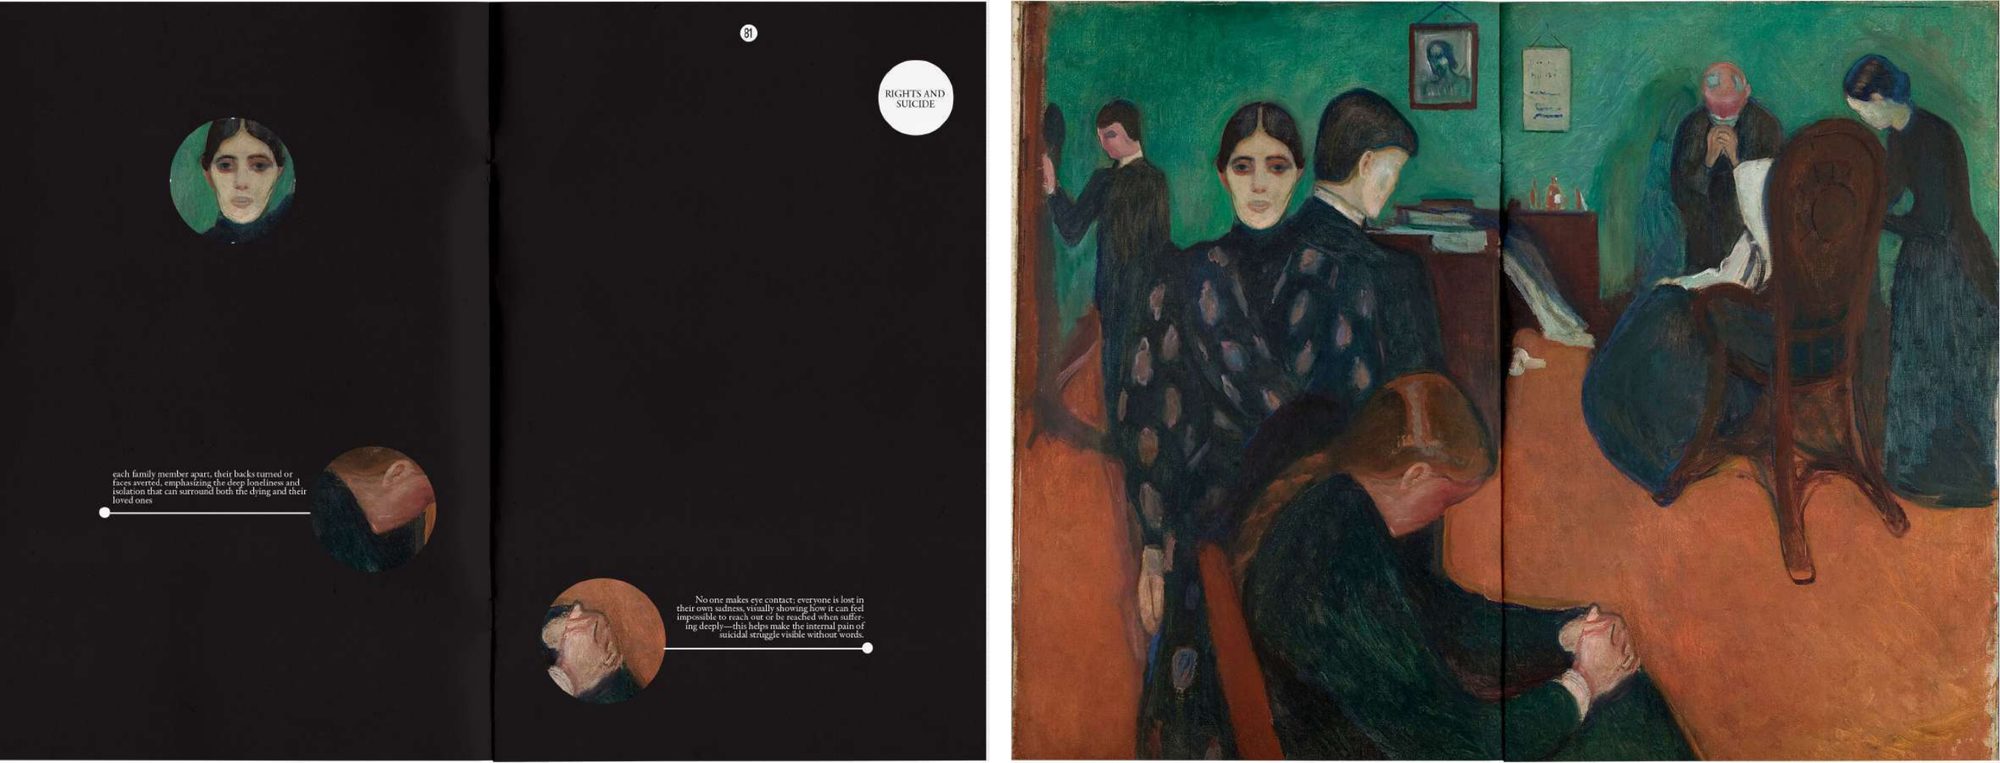 81
RIGHTS AND
SUICIDE
each family member apart, their backs turned or
faces averted, emphasizing the deep loneliness and
isolation that can surround both the dying and their
loved ones
No one makes eye contact; everyone is lost in
their own sadness, visually showing how it can feel
impossible to reach out or be reached when suffer-
ing deeply—this helps make the internal pain of
suicidal struggle visible without words.